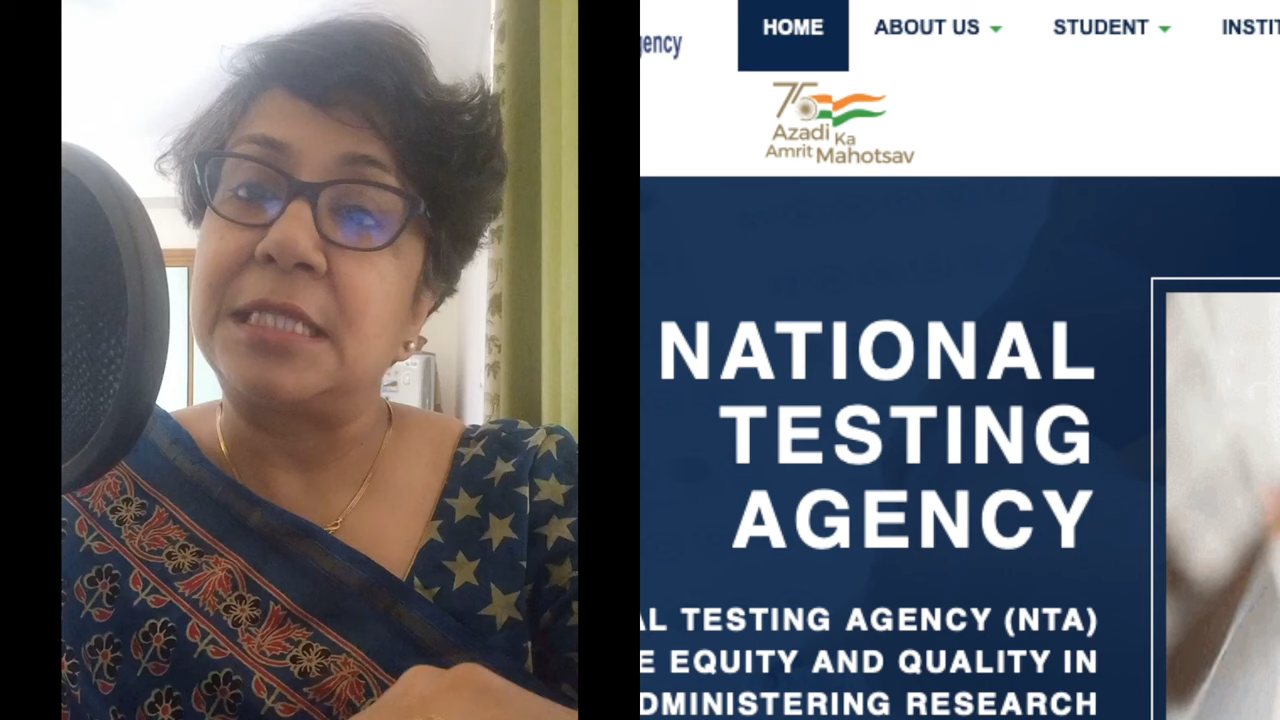 gency
HOME
ABOUT US
STUDENT
75
Azadi
Ka
Amrit Mahotsav
NATIONAL
TESTING
AGENCY
TESTING AGENCY (NTA)
EQUITY AND QUALITY IN
DMINISTERING RESEARCH